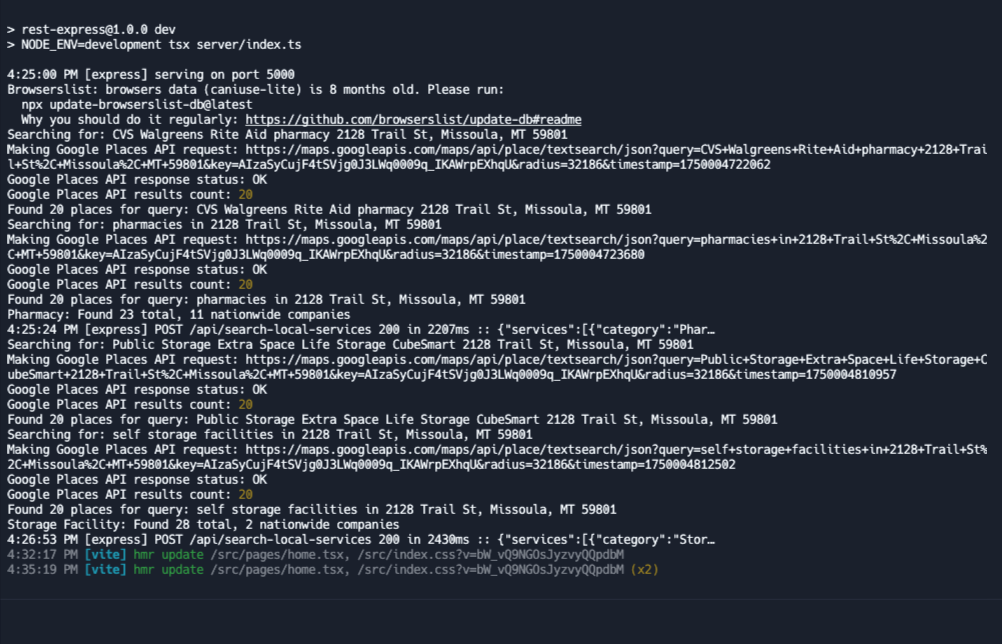 > rest-express@1.0.0 dev
> NODE_ENV=development tsx server/index.ts
4:25:00 PM [express] serving on port 5000
Browserslist: browsers data (caniuse-lite) is 8 months old. Please run:
npx update-browserslist-db@latest
Why you should do it regularly: https://github.com/browserslist/update-db#readme
Searching for: CVS Walgreens Rite Aid pharmacy 2128 Trail St, Missoula, MT 59801
Making Google Places API request: https://maps.googleapis.com/maps/api/place/textsearch/json?query=CVS+Walgreens+Rite+Aid+pharmacy+2128+Trai
l+St%2C+Missoula%2C+MT+59801&key=[API key omitted]&radius=32186&timestamp=1750004722062
Google Places API response status: OK
Google Places API results count: 20
Found 20 places for query: CVS Walgreens Rite Aid pharmacy 2128 Trail St, Missoula, MT 59801
Searching for: pharmacies in 2128 Trail St, Missoula, MT 59801
Making Google Places API request: https://maps.googleapis.com/maps/api/place/textsearch/json?query=pharmacies+in+2128+Trail+St%2C+Missoula%2
C+MT+59801&key=[API key omitted]&radius=32186&timestamp=1750004723680
Google Places API response status: OK
Google Places API results count: 20
Found 20 places for query: pharmacies in 2128 Trail St, Missoula, MT 59801
Pharmacy: Found 23 total, 11 nationwide companies
4:25:24 PM [express] POST /api/search-local-services 200 in 2207ms :: {"services":[{"category":"Phar…
Searching for: Public Storage Extra Space Life Storage CubeSmart 2128 Trail St, Missoula, MT 59801
Making Google Places API request: https://maps.googleapis.com/maps/api/place/textsearch/json?query=Public+Storage+Extra+Space+Life+Storage+C
ubeSmart+2128+Trail+St%2C+Missoula%2C+MT+59801&key=[API key omitted]&radius=32186&timestamp=1750004810957
Google Places API response status: OK
Google Places API results count: 20
Found 20 places for query: Public Storage Extra Space Life Storage CubeSmart 2128 Trail St, Missoula, MT 59801
Searching for: self storage facilities in 2128 Trail St, Missoula, MT 59801
Making Google Places API request: https://maps.googleapis.com/maps/api/place/textsearch/json?query=self+storage+facilities+in+2128+Trail+St%
2C+Missoula%2C+MT+59801&key=[API key omitted]&radius=32186&timestamp=1750004812502
Google Places API response status: OK
Google Places API results count: 20
Found 20 places for query: self storage facilities in 2128 Trail St, Missoula, MT 59801
Storage Facility: Found 28 total, 2 nationwide companies
4:26:53 PM [express] POST /api/search-local-services 200 in 2430ms :: {"services":[{"category":"Stor…
4:32:17 PM [vite] hmr update /src/pages/home.tsx, /src/index.css?v=bW_vQ9NGOsJyzvyQQpdbM
4:35:19 PM [vite] hmr update /src/pages/home.tsx, /src/index.css?v=bW_vQ9NGOsJyzvyQQpdbM (x2)